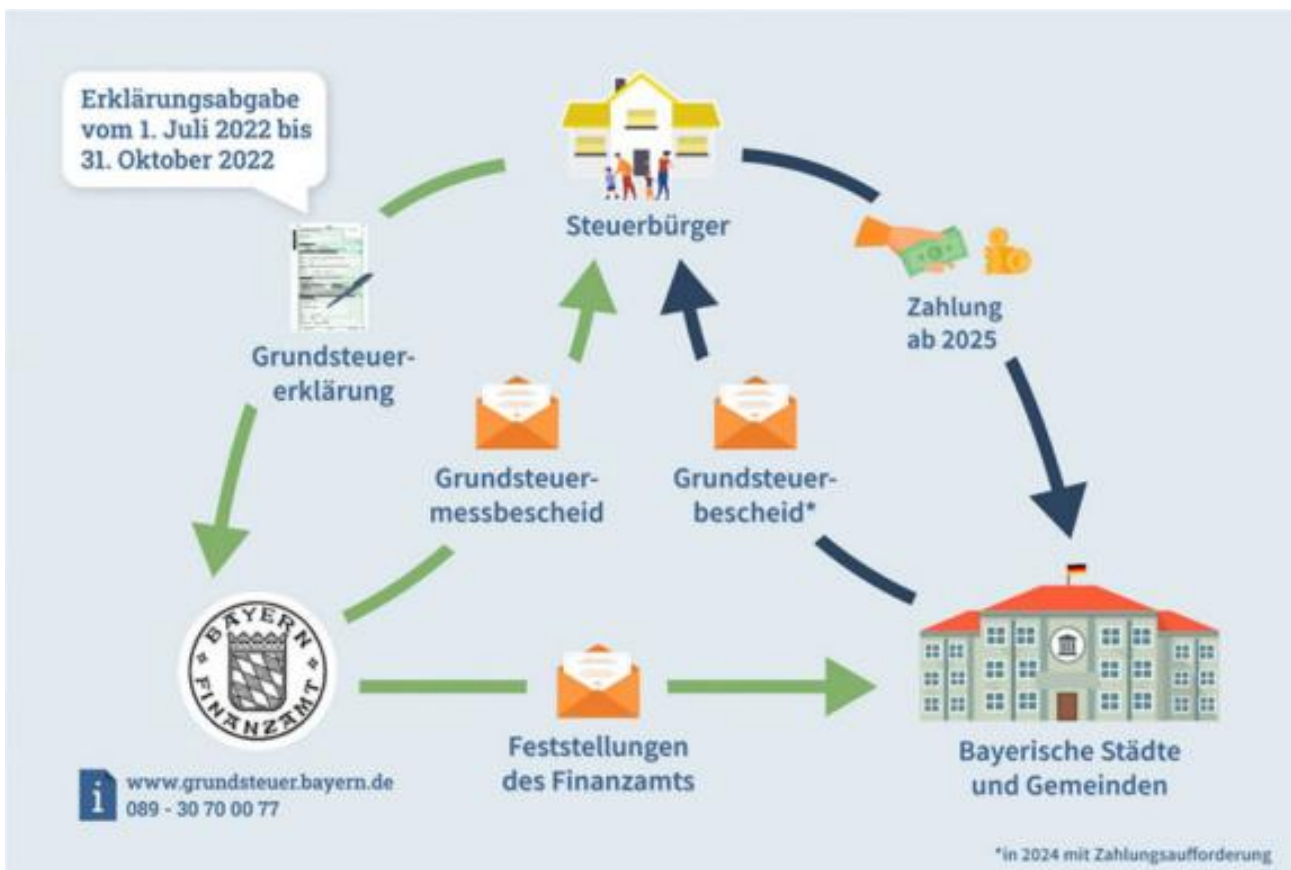 Erklärungsabgabe
vom 1. Juli 2022 bis
31. Oktober 2022
Steuerbürger
Zahlung
ab 2025
Grundsteuer-
erklärung
Grundsteuer-
messbescheid
Grundsteuer-
bescheid*
BAYERN
FINANZAMT
Feststellungen
des Finanzamts
Bayerische Städte
und Gemeinden
i
www.grundsteuer.bayern.de
089 - 30 70 00 77
*in 2024 mit Zahlungsaufforderung